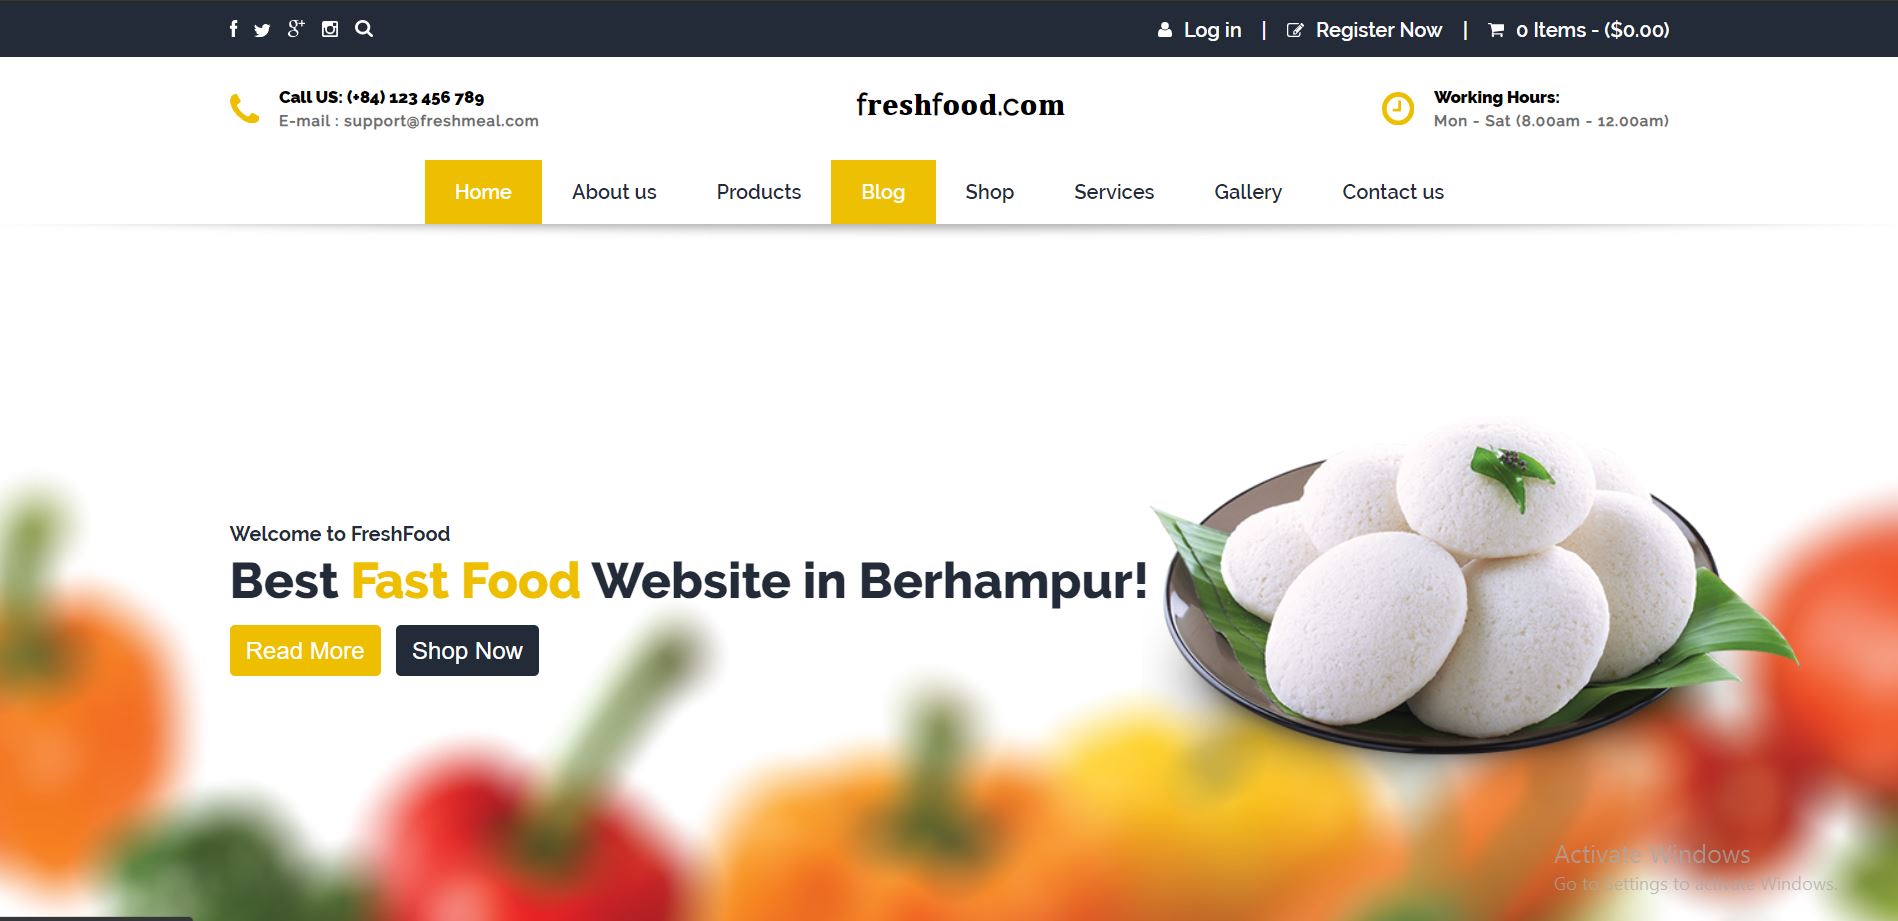 Log in | Register Now | 0 Items - ($0.00)
Call US: (+84) 123 456 789
E-mail : support@freshmeal.com
freshfood.com
Working Hours:
Mon - Sat (8.00am - 12.00am)
Home About us Products Blog Shop Services Gallery Contact us
Welcome to FreshFood
Best Fast Food Website in Berhampur!
Read More Shop Now
Activate Windows
Go to Settings to activate Windows.